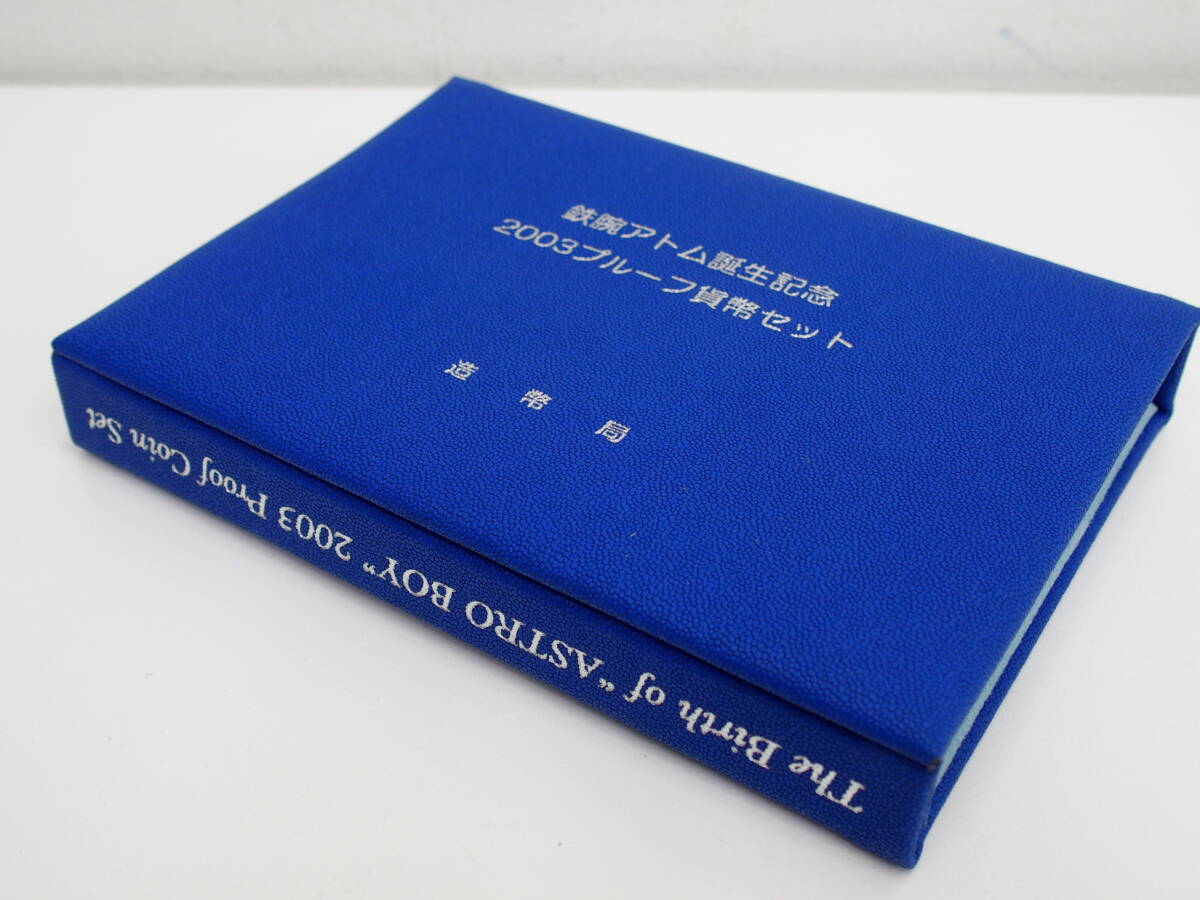 鉄腕アトム誕生記念
2003プルーフ貨幣セット
造幣局
The Birth of "ASTRO BOY" 2003 Proof Coin Set